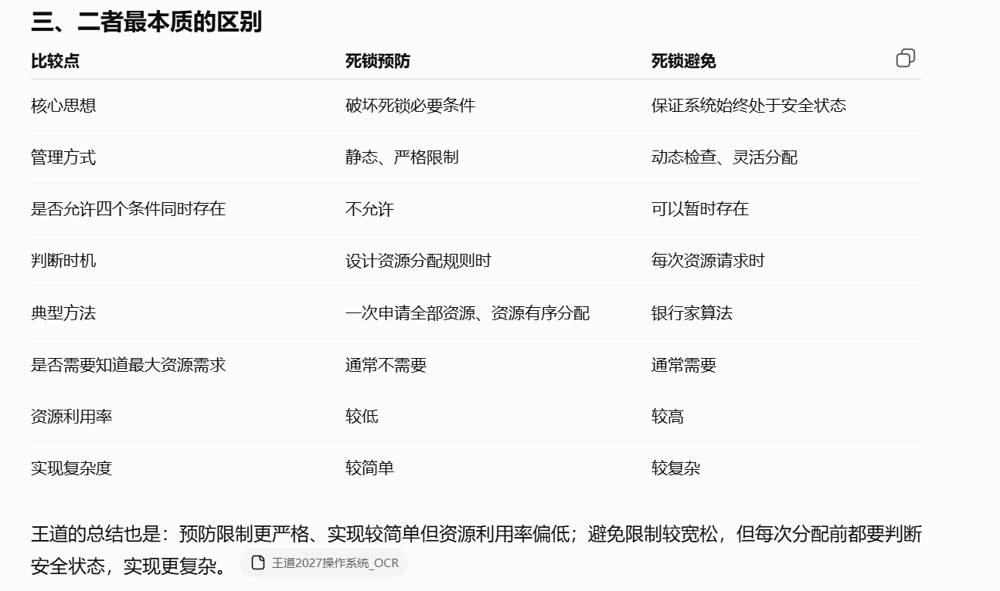 三、二者最本质的区别
比较点 死锁预防 死锁避免
核心思想 破坏死锁必要条件 保证系统始终处于安全状态
管理方式 静态、严格限制 动态检查、灵活分配
是否允许四个条件同时存在 不允许 可以暂时存在
判断时机 设计资源分配规则时 每次资源请求时
典型方法 一次申请全部资源、资源有序分配 银行家算法
是否需要知道最大资源需求 通常不需要 通常需要
资源利用率 较低 较高
实现复杂度 较简单 较复杂
王道的总结也是：预防限制更严格、实现较简单但资源利用率偏低；避免限制较宽松，但每次分配前都要判断
安全状态，实现更复杂。 王道2027操作系统_OCR